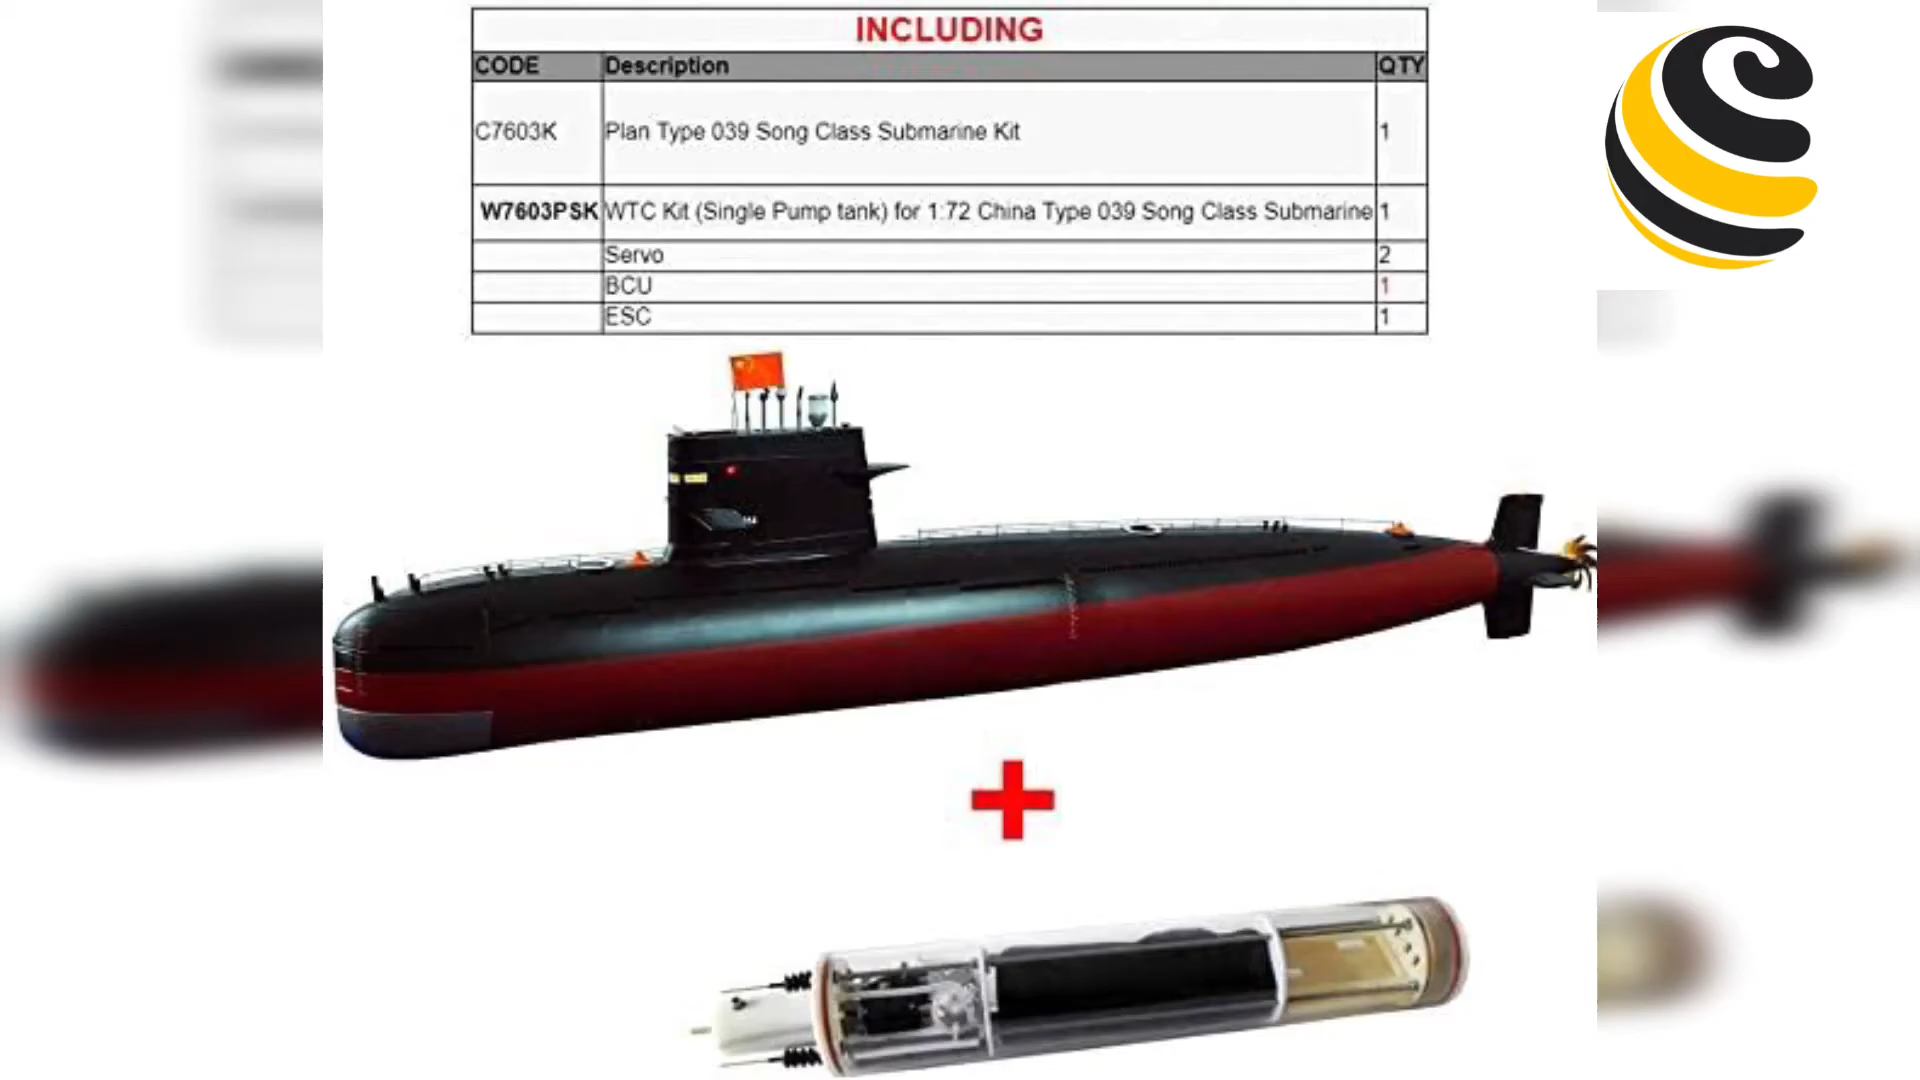 INCLUDING
CODE Description QTY
C7603K Plan Type 039 Song Class Submarine Kit 1
W7603PSK WTC Kit (Single Pump tank) for 1:72 China Type 039 Song Class Submarine 1
Servo 2
BCU 1
ESC 1